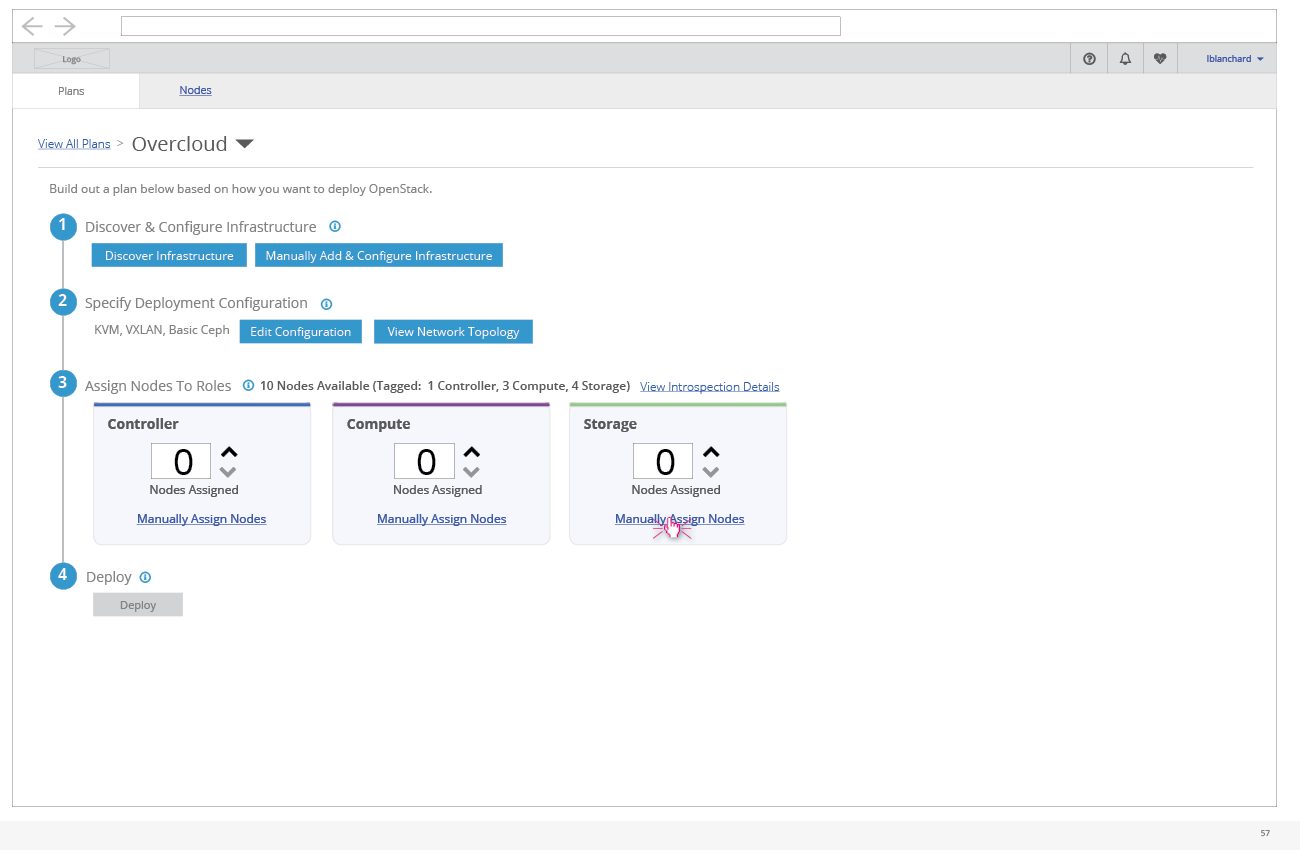 Logo
lblanchard
Plans
Nodes
View All Plans > Overcloud
Build out a plan below based on how you want to deploy OpenStack.
1 Discover & Configure Infrastructure
Discover Infrastructure
Manually Add & Configure Infrastructure
2 Specify Deployment Configuration
KVM, VXLAN, Basic Ceph
Edit Configuration
View Network Topology
3 Assign Nodes To Roles
10 Nodes Available (Tagged: 1 Controller, 3 Compute, 4 Storage)
View Introspection Details
Controller
0
Nodes Assigned
Manually Assign Nodes
Compute
0
Nodes Assigned
Manually Assign Nodes
Storage
0
Nodes Assigned
Manually Assign Nodes
4 Deploy
Deploy
57